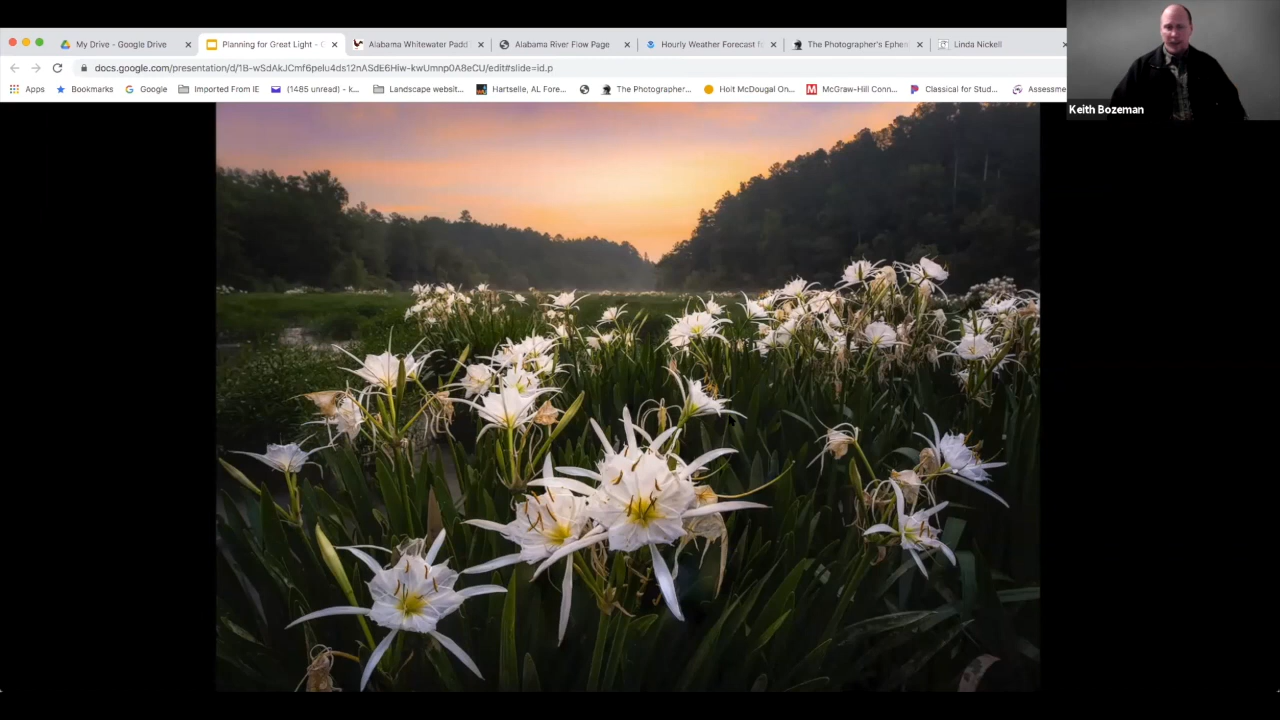 My Drive - Google Drive
Planning for Great Light - G
Alabama Whitewater Padd
Alabama River Flow Page
Hourly Weather Forecast f
The Photographer's Ephem
Linda Nickell
docs.google.com/presentation/d/1B-wSdAkJCmf6pelu4ds12nASdE6Hiw-kwUmnp0A8eCU/edit#slide=id.p
Apps
Bookmarks
Google
Imported From IE
(1485 unread) - k...
Landscape websit...
Hartselle, AL Fore...
The Photographer...
Holt McDougal On...
McGraw-Hill Conn...
Classical for Stud...
Assessme
Keith Bozeman